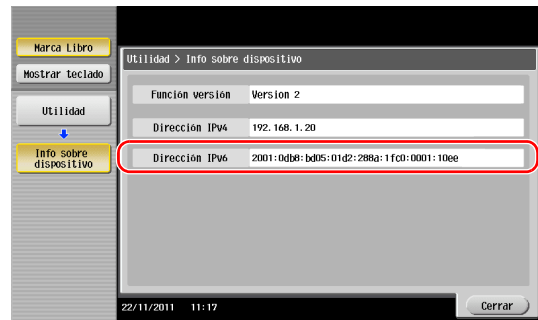 Marca Libro
Mostrar teclado
Utilidad
Info sobre
dispositivo
Utilidad > Info sobre dispositivo
Función versión Version 2
Dirección IPv4 192.168.1.20
Dirección IPv6 2001:0db8:bd05:01d2:288a:1fc0:0001:10ee
22/11/2011 11:17
Cerrar